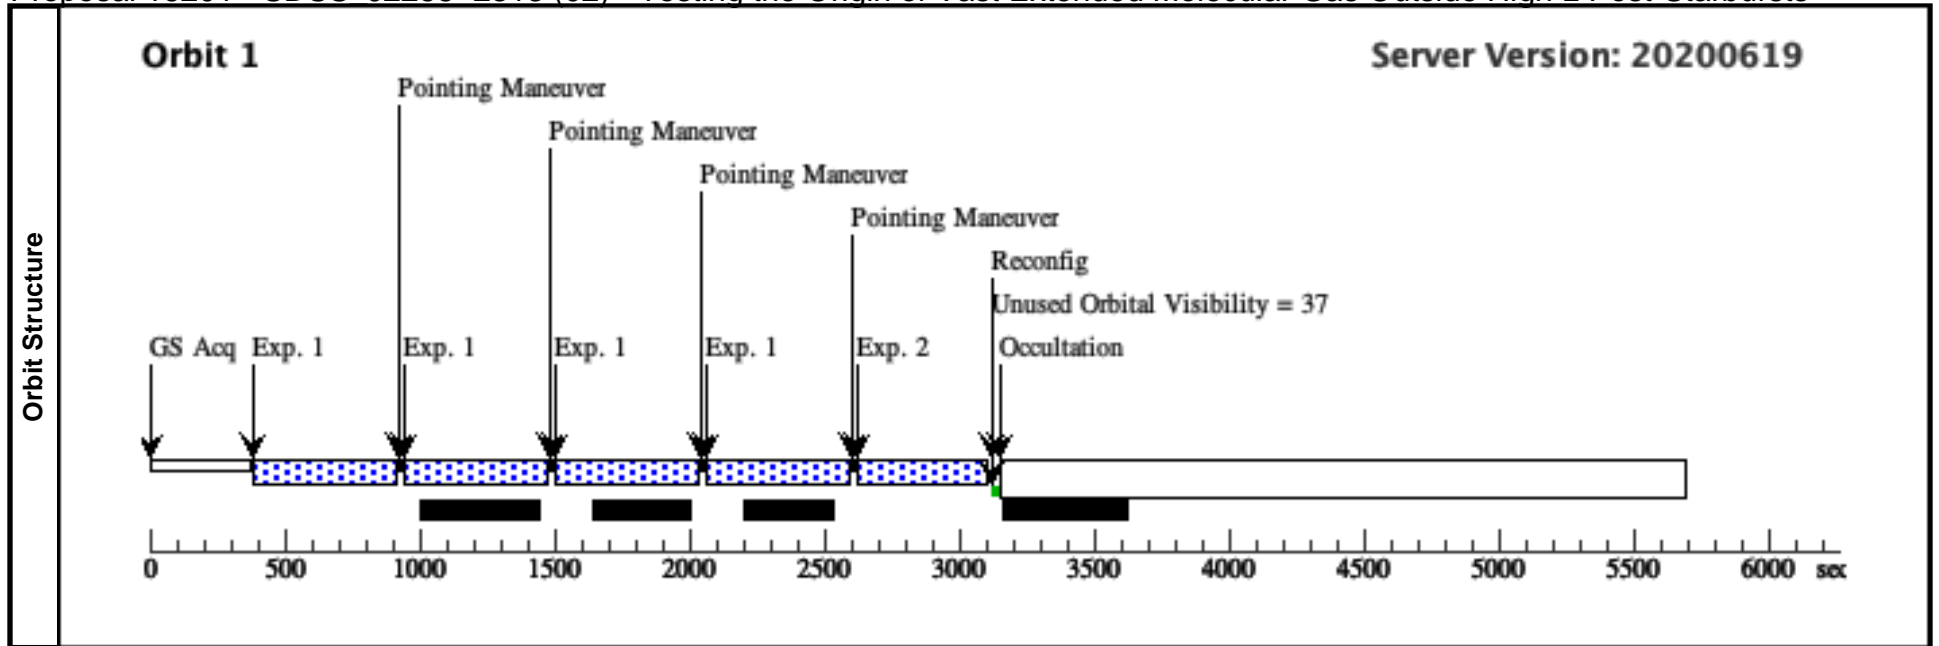 Orbit 1
Server Version: 20200619
Pointing Maneuver
Pointing Maneuver
Pointing Maneuver
Pointing Maneuver
Reconfig
Unused Orbital Visibility = 37
GS Acq Exp. 1 Exp. 1 Exp. 1 Exp. 1 Exp. 2 Occultation
Orbit Structure
0 500 1000 1500 2000 2500 3000 3500 4000 4500 5000 5500 6000 sec